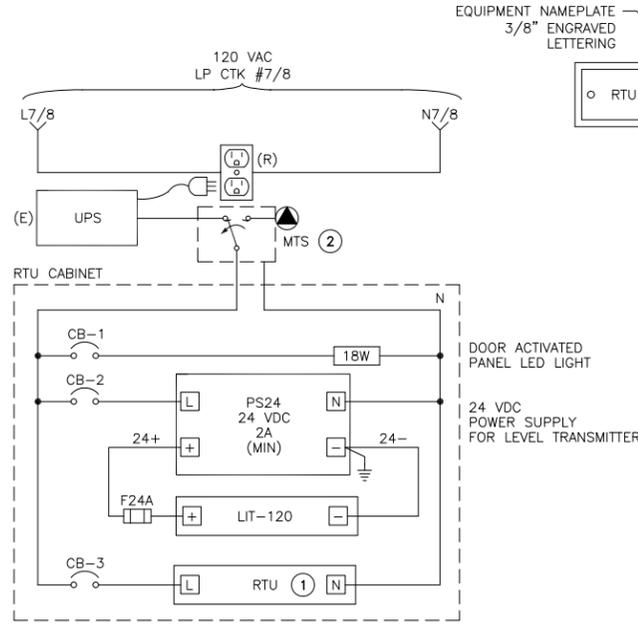 EQUIPMENT NAMEPLATE
3/8" ENGRAVED
LETTERING
RTU
120 VAC
LP CTK #7/8
L7/8
N7/8
(R)
(E)
UPS
MTS 2
RTU CABINET
N
CB-1
18W
DOOR ACTIVATED
PANEL LED LIGHT
CB-2
L
PS24
24 VDC
2A
(MIN)
N
24 VDC
POWER SUPPLY
FOR LEVEL TRANSMITTER
24+
+
-
24-
F24A
+
LIT-120
-
CB-3
L
RTU 1
N